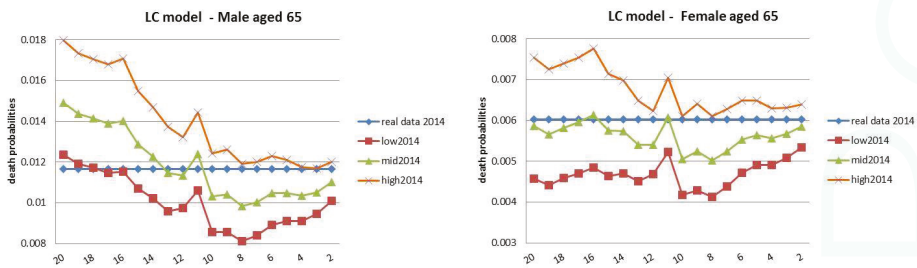 LC model - Male aged 65
0.018
0.016
0.014
0.012
0.01
0.008
death probabilities
20 18 16 14 12 10 8 6 4 2
real data 2014
low2014
mid2014
high2014
LC model - Female aged 65
0.008
0.007
0.006
0.005
0.004
0.003
death probabilities
20 18 16 14 12 10 8 6 4 2
real data 2014
low2014
mid2014
high2014